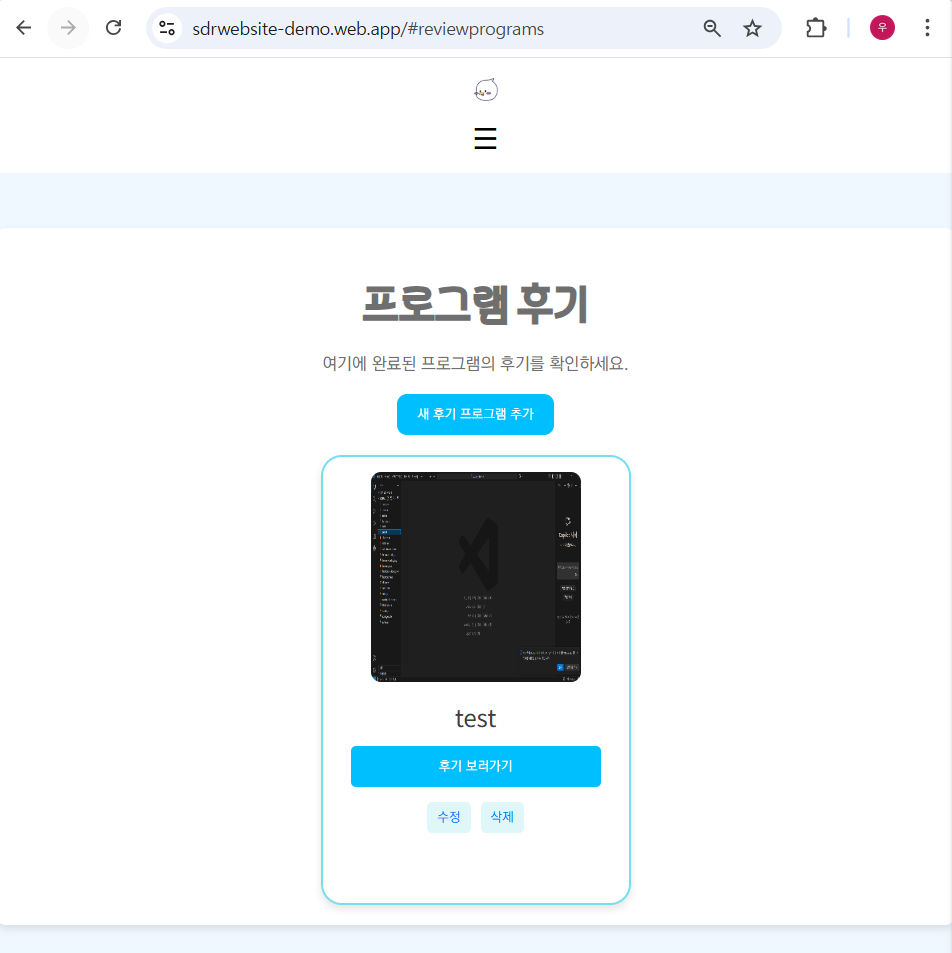 sdrwebsite-demo.web.app/#reviewprograms
우
프로그램 후기
여기에 완료된 프로그램의 후기를 확인하세요.
새 후기 프로그램 추가
test
후기 보러가기
수정
삭제